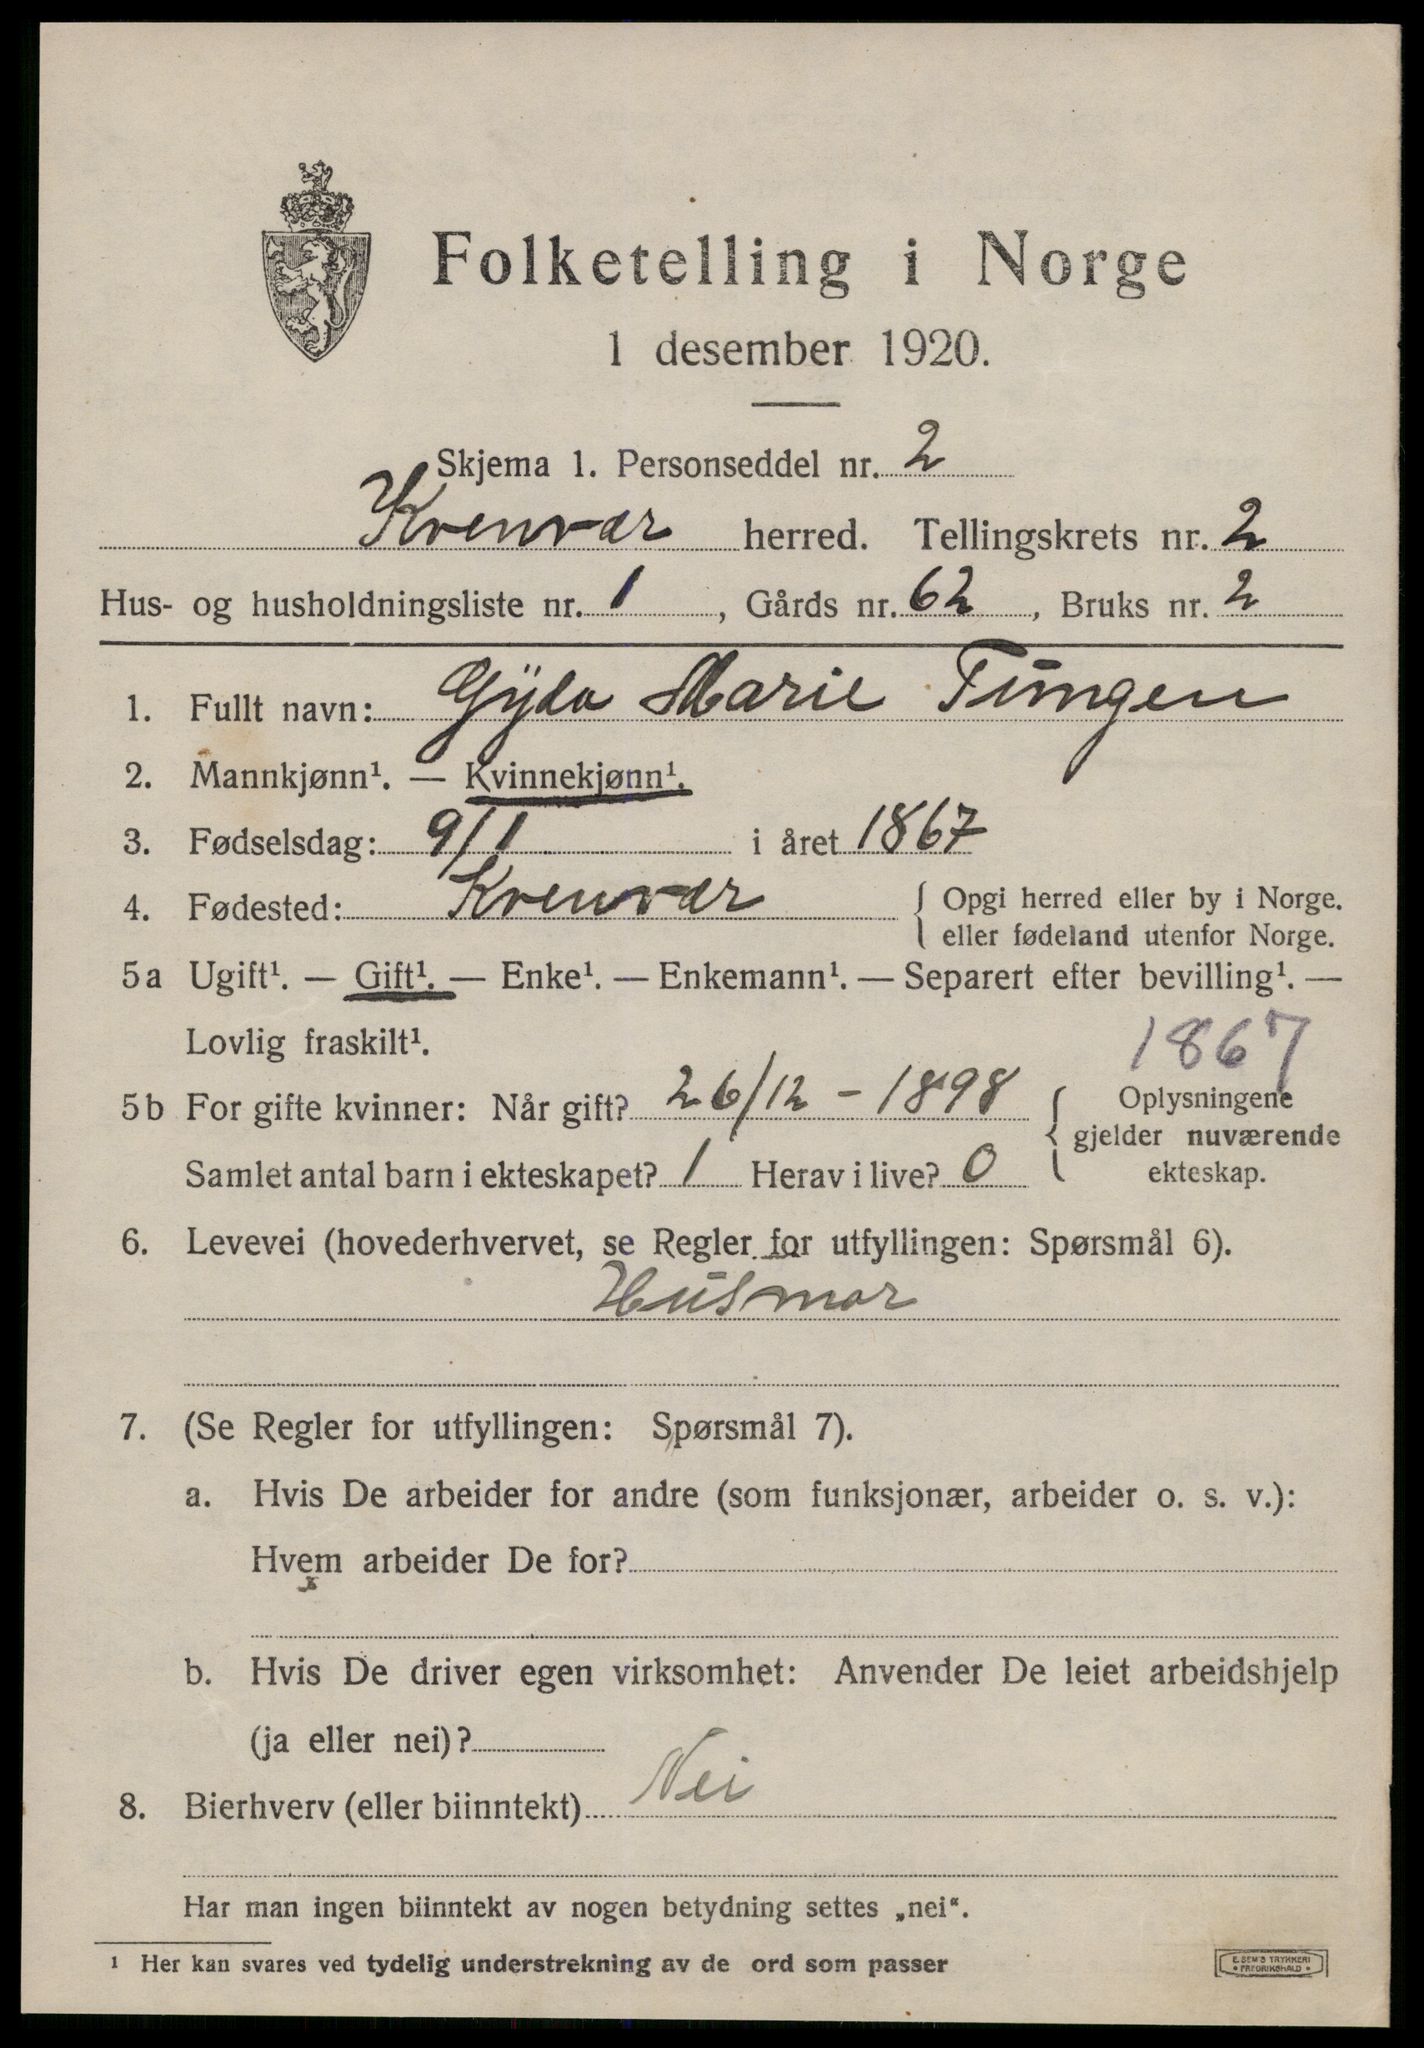 Folketelling i Norge
1 desember 1920.
Skjema 1. Personseddel nr. 2
Kvenvær herred. Tellingskrets nr. 2
Hus- og husholdningsliste nr. 1, Gårds nr. 62, Bruks nr. 2
1. Fullt navn: Gyda Marie Tungen
2. Mannkjønn¹. — Kvinnekjønn¹.
3. Fødselsdag: 9/1 i året 1867
4. Fødested: Kvenvær { Opgi herred eller by i Norge.
eller fødeland utenfor Norge.
5a Ugift¹. — Gift¹. — Enke¹. — Enkemann¹. — Separert efter bevilling¹. —
Lovlig fraskilt¹.
1867
5b For gifte kvinner: Når gift? 26/12 - 1898 { Oplysningene
gjelder nuværende
Samlet antal barn i ekteskapet? 1 Herav i live? 0 ekteskap.
6. Levevei (hovederhvervet, se Regler for utfyllingen: Spørsmål 6).
Husmor
7. (Se Regler for utfyllingen: Spørsmål 7).
a. Hvis De arbeider for andre (som funksjonær, arbeider o. s. v.):
Hvem arbeider De for?
b. Hvis De driver egen virksomhet: Anvender De leiet arbeidshjelp
(ja eller nei)?
8. Bierhverv (eller biinntekt) Nei
Har man ingen biinntekt av nogen betydning settes „nei“.
¹ Her kan svares ved tydelig understrekning av de ord som passer
E. SEM'S TRYKKERI
• FREDRIKSHALD •